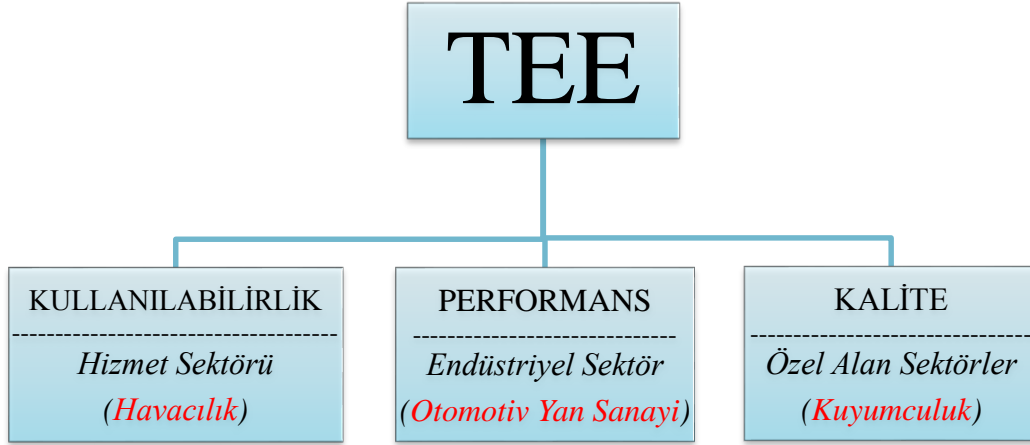 TEE
KULLANILABİLİRLİK
Hizmet Sektörü
(Havacılık)
PERFORMANS
Endüstriyel Sektör
(Otomotiv Yan Sanayi)
KALİTE
Özel Alan Sektörler
(Kuyumculuk)